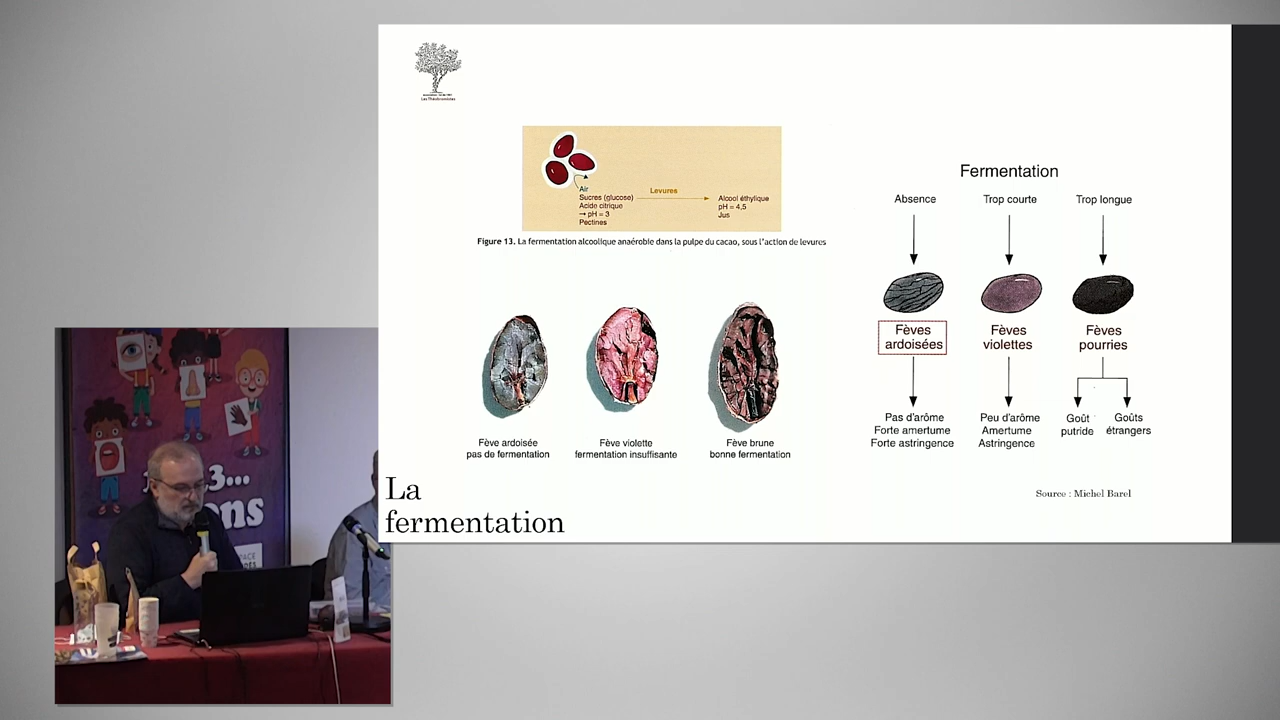 Les Théobromistes
Air
Sucres (glucose)
Acide citrique
→ pH = 3
Pectines
Levures
Alcool éthylique
pH = 4,5
Jus
Figure 13. La fermentation alcoolique anaérobie dans la pulpe du cacao, sous l'action de levures
Fève ardoisée
pas de fermentation
Fève violette
fermentation insuffisante
Fève brune
bonne fermentation
Fermentation
Absence
Trop courte
Trop longue
Fèves
ardoisées
Fèves
violettes
Fèves
pourries
Pas d'arôme
Forte amertume
Forte astringence
Peu d'arôme
Amertume
Astringence
Goût
putride
Goûts
étrangers
Source : Michel Barel
La
fermentation